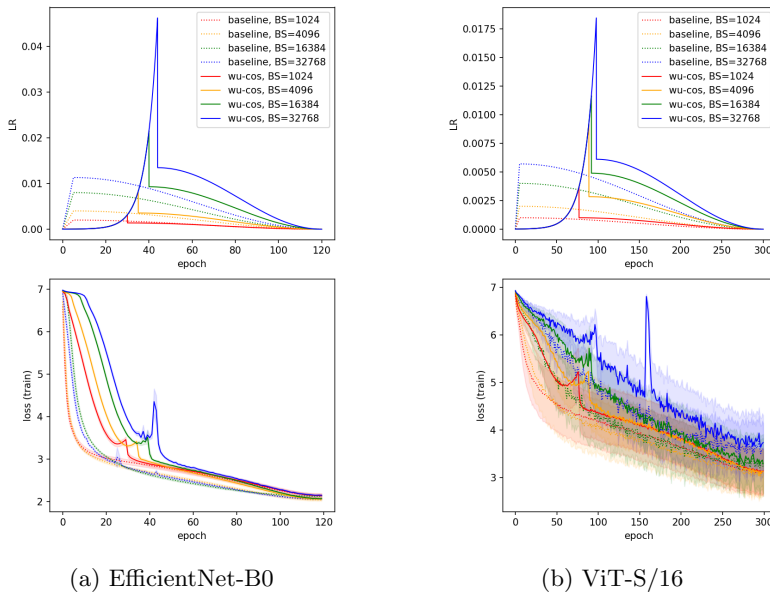 0.04
0.03
0.02
0.01
0.00
LR
0 20 40 60 80 100 120
epoch
baseline, BS=1024
baseline, BS=4096
baseline, BS=16384
baseline, BS=32768
wu-cos, BS=1024
wu-cos, BS=4096
wu-cos, BS=16384
wu-cos, BS=32768
0.0175
0.0150
0.0125
0.0100
0.0075
0.0050
0.0025
0.0000
LR
0 50 100 150 200 250 300
epoch
baseline, BS=1024
baseline, BS=4096
baseline, BS=16384
baseline, BS=32768
wu-cos, BS=1024
wu-cos, BS=4096
wu-cos, BS=16384
wu-cos, BS=32768
7
6
5
4
3
2
loss (train)
0 20 40 60 80 100 120
epoch
7
6
5
4
3
loss (train)
0 50 100 150 200 250 300
epoch
(a) EfficientNet-B0
(b) ViT-S/16